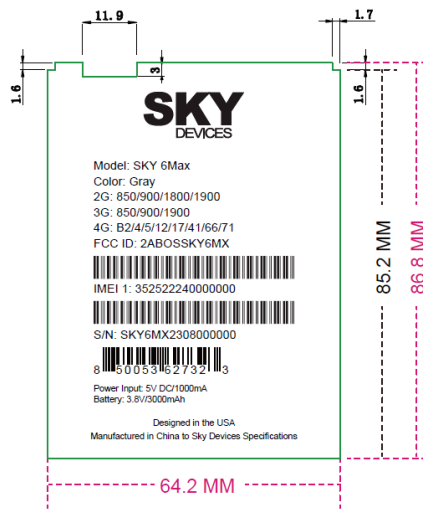 11.9
1.7
1.6
3
1.6
SKY
DEVICES
Model: SKY 6Max
Color: Gray
2G: 850/900/1800/1900
3G: 850/900/1900
4G: B2/4/5/12/17/41/66/71
FCC ID: 2ABOSSKY6MX
IMEI 1: 352522240000000
S/N: SKY6MX2308000000
8 50053 62732 3
Power Input: 5V DC/1000mA
Battery: 3.8V/3000mAh
Designed in the USA
Manufactured in China to Sky Devices Specifications
85.2 MM
86.8 MM
64.2 MM